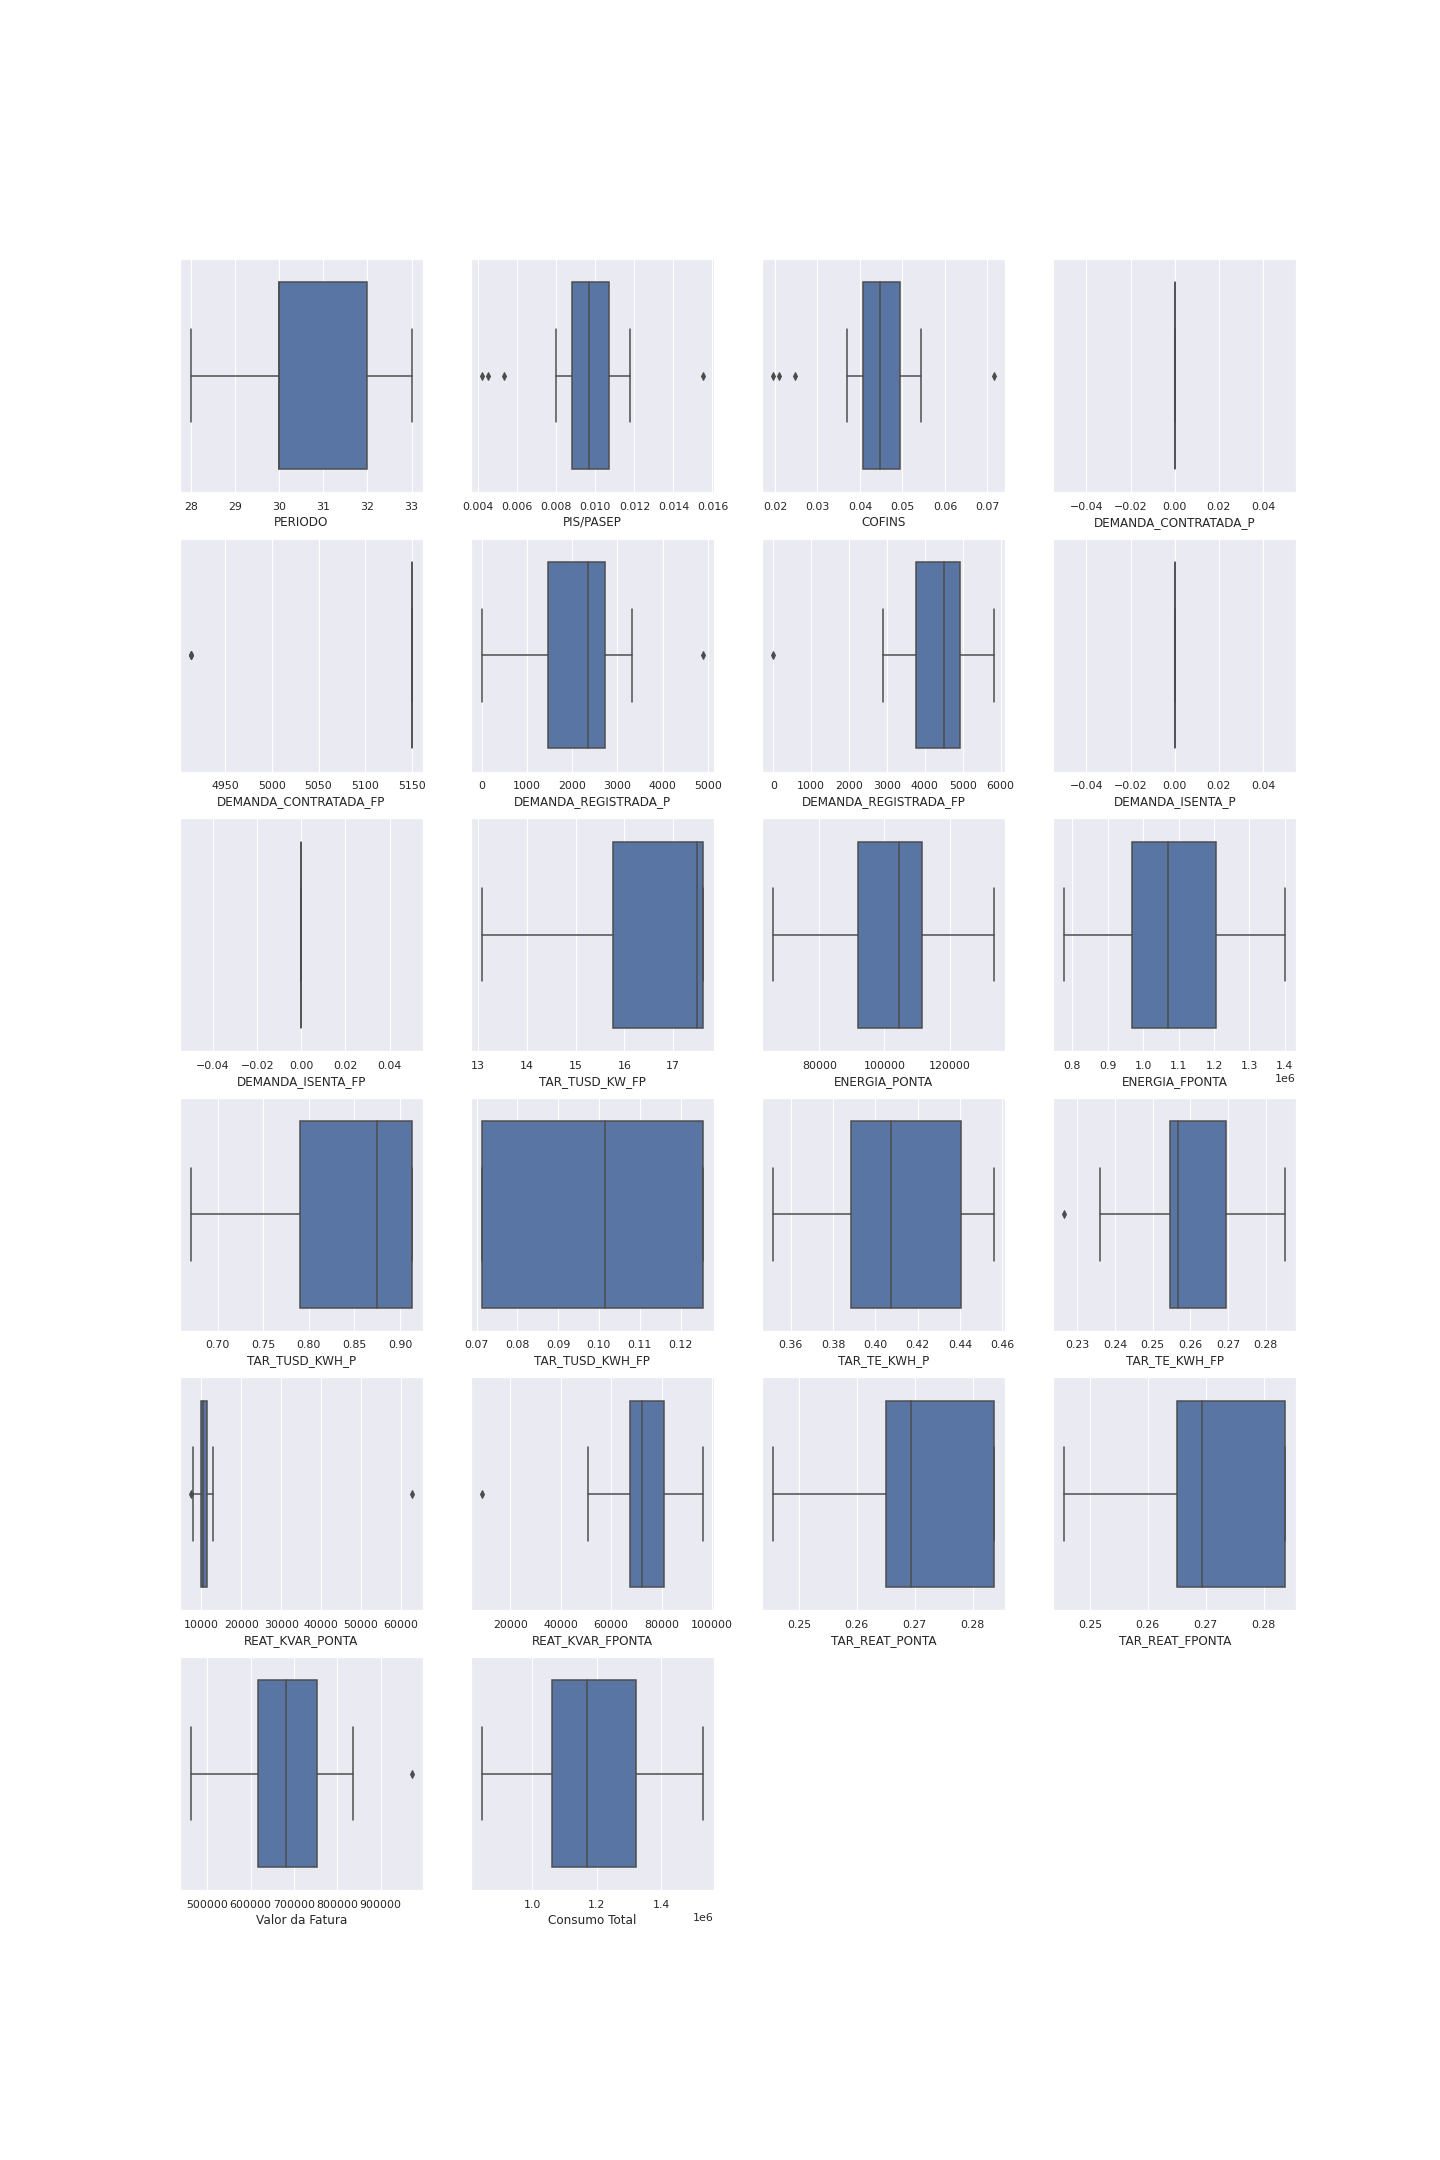 28 29 30 31 32 33
PERIODO
0.004 0.006 0.008 0.010 0.012 0.014 0.016
PIS/PASEP
0.02 0.03 0.04 0.05 0.06 0.07
COFINS
−0.04 −0.02 0.00 0.02 0.04
DEMANDA_CONTRATADA_P
4950 5000 5050 5100 5150
DEMANDA_CONTRATADA_FP
0 1000 2000 3000 4000 5000
DEMANDA_REGISTRADA_P
0 1000 2000 3000 4000 5000 6000
DEMANDA_REGISTRADA_FP
−0.04 −0.02 0.00 0.02 0.04
DEMANDA_ISENTA_P
−0.04 −0.02 0.00 0.02 0.04
DEMANDA_ISENTA_FP
13 14 15 16 17
TAR_TUSD_KW_FP
80000 100000 120000
ENERGIA_PONTA
0.8 0.9 1.0 1.1 1.2 1.3 1.4
1e6
ENERGIA_FPONTA
0.70 0.75 0.80 0.85 0.90
TAR_TUSD_KWH_P
0.07 0.08 0.09 0.10 0.11 0.12
TAR_TUSD_KWH_FP
0.36 0.38 0.40 0.42 0.44 0.46
TAR_TE_KWH_P
0.23 0.24 0.25 0.26 0.27 0.28
TAR_TE_KWH_FP
10000 20000 30000 40000 50000 60000
REAT_KVAR_PONTA
20000 40000 60000 80000 100000
REAT_KVAR_FPONTA
0.25 0.26 0.27 0.28
TAR_REAT_PONTA
0.25 0.26 0.27 0.28
TAR_REAT_FPONTA
500000 600000 700000 800000 900000
Valor da Fatura
1.0 1.2 1.4
1e6
Consumo Total